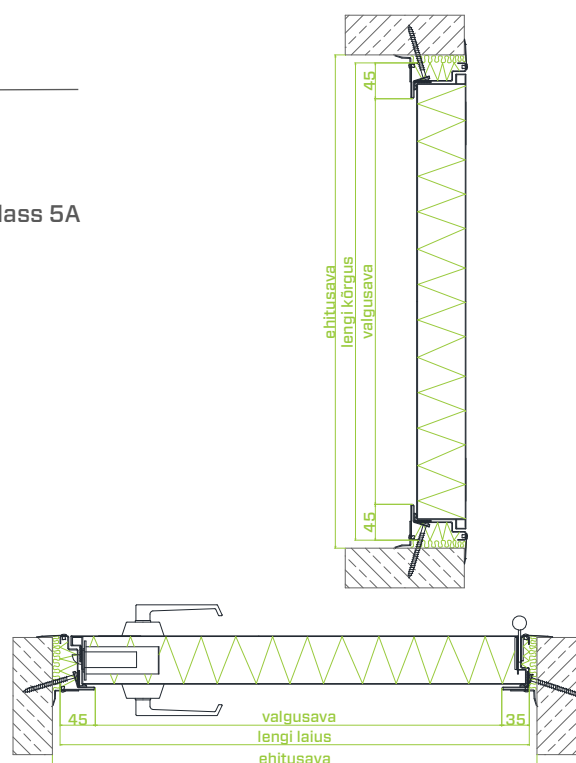 lass 5A
45
ehitusava
lengi kõrgus
valgusava
45
45
valgusava
35
lengi laius
ehitusava